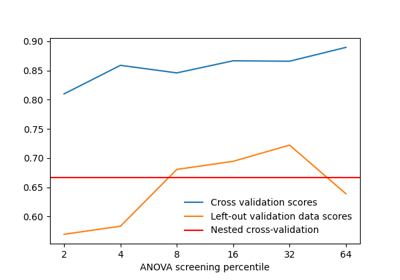 0.90
0.85
0.80
0.75
0.70
0.65
0.60
Cross validation scores
Left-out validation data scores
Nested cross-validation
2 4 8 16 32 64
ANOVA screening percentile